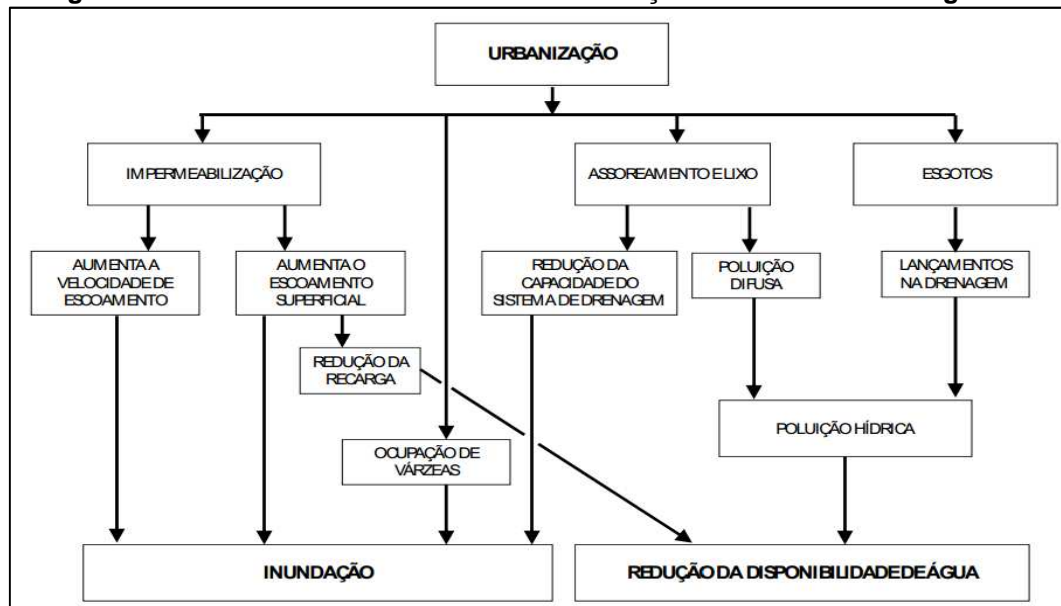 URBANIZAÇÃO
IMPERMEABILIZAÇÃO
ASSOREAMENTO E LIXO
ESGOTOS
AUMENTA A
VELOCIDADE DE
ESCOAMENTO
AUMENTA O
ESCOAMENTO
SUPERFICIAL
REDUÇÃO DA
CAPACIDADE DO
SISTEMA DE DRENAGEM
POLUIÇÃO
DIFUSA
LANÇAMENTOS
NA DRENAGEM
REDUÇÃO DA
RECARGA
POLUIÇÃO HÍDRICA
OCUPAÇÃO DE
VÁRZEAS
INUNDAÇÃO
REDUÇÃO DA DISPONIBILIDADE DE ÁGUA